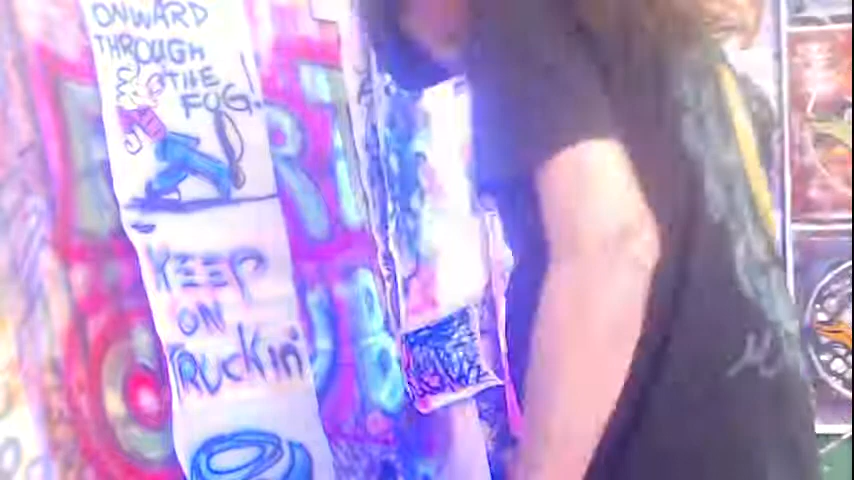 ONWARD
THROUGH
THE
FOG!
KEEP
ON
TRUCKIN'